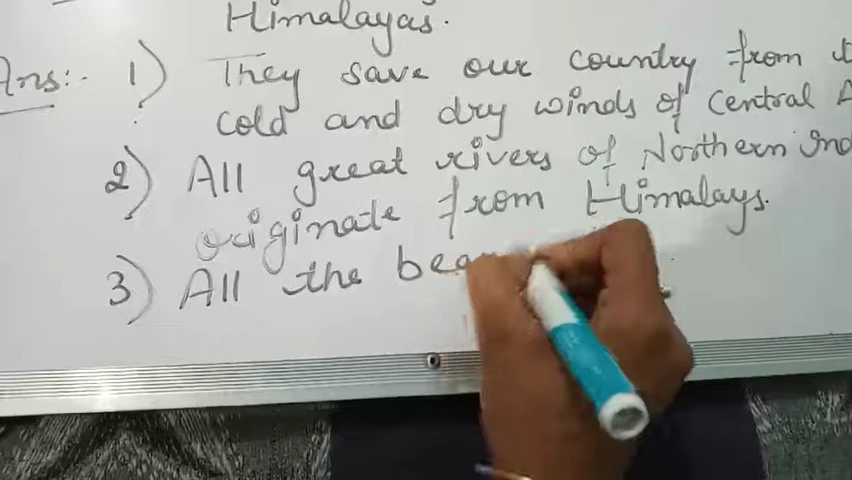 Himalayas.
Ans:- 1) They save our country from
cold and dry winds of Central
2) All great rivers of Northern
originate from Himalays.
3) All the